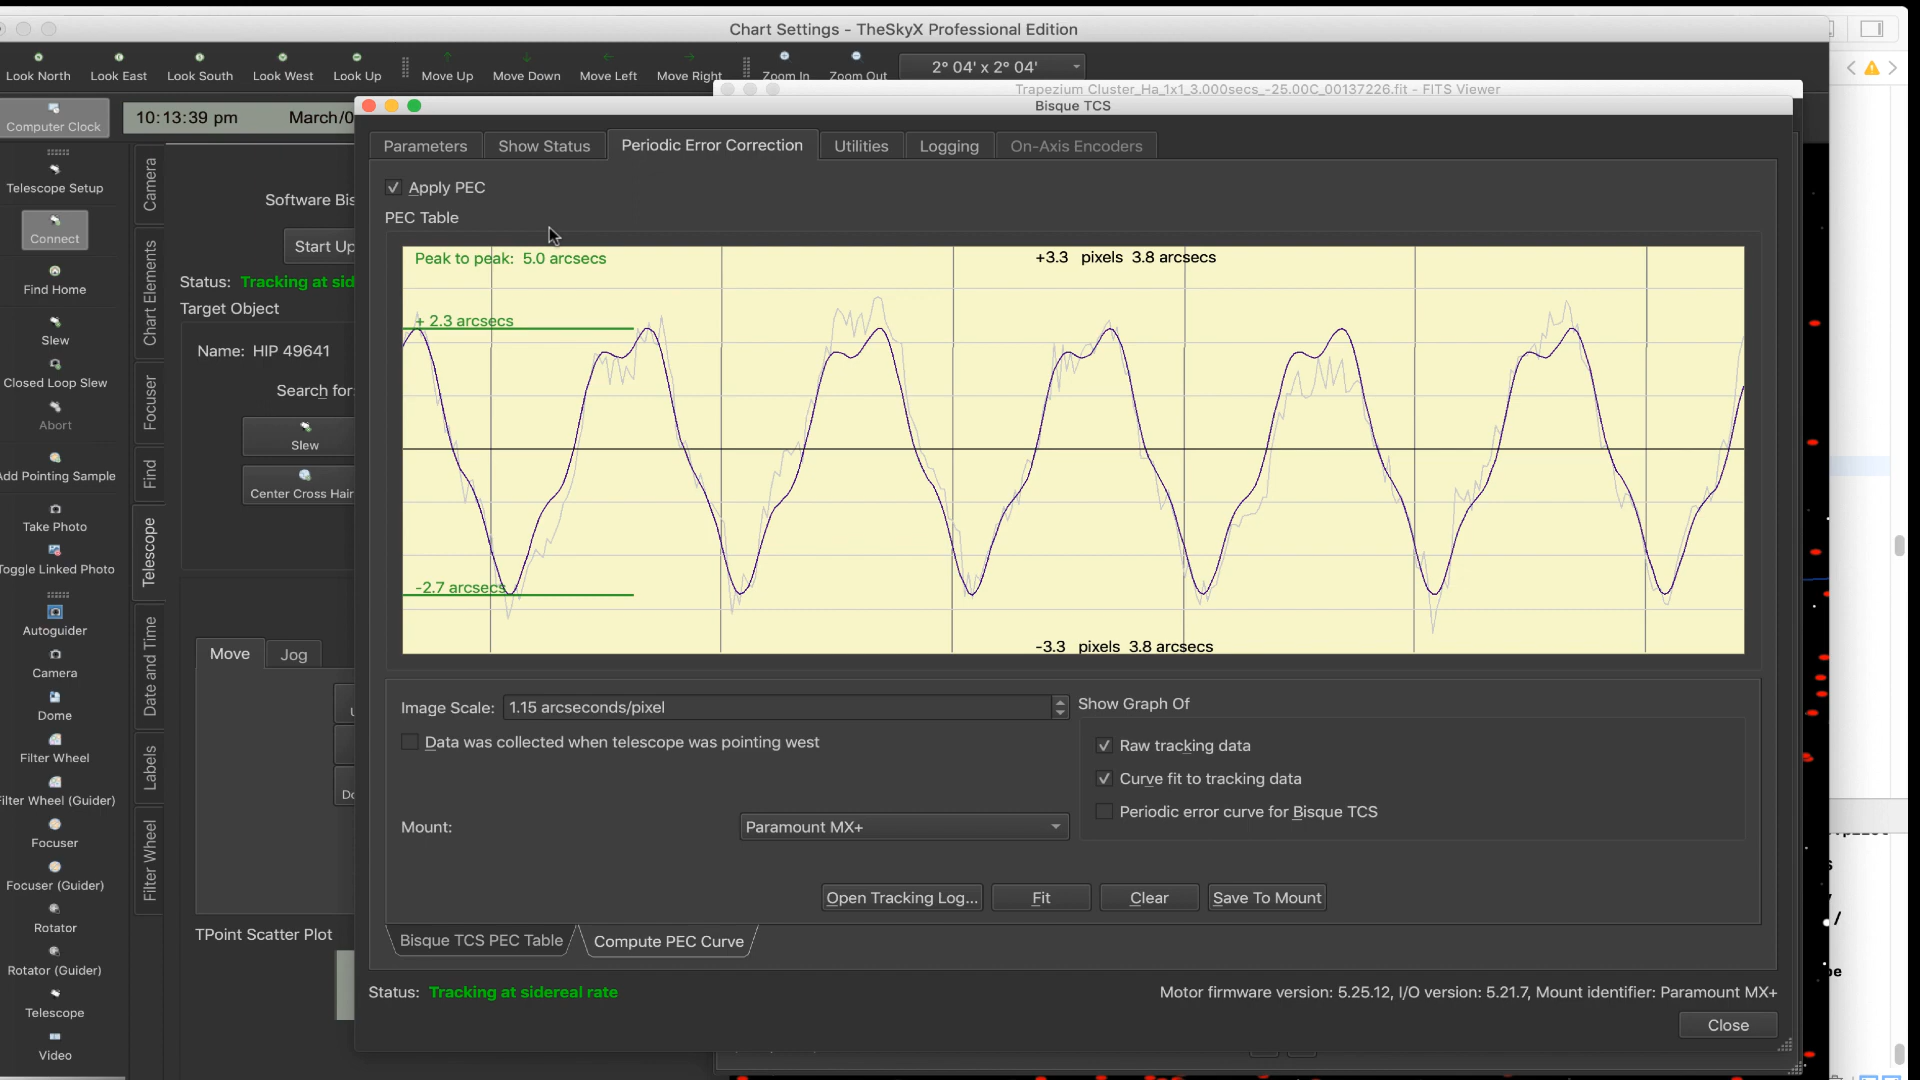 Chart Settings - TheSkyX Professional Edition
Look North
Look East
Look South
Look West
Look Up
Move Up
Move Down
Move Left
Move Right
Zoom In
Zoom Out
2° 04' x 2° 04'
Trapezium Cluster_Ha_1x1_3.000secs_-25.00C_00137226.fit - FITS Viewer
Bisque TCS
Computer Clock
10:13:39 pm
March/0
Parameters
Show Status
Periodic Error Correction
Utilities
Logging
On-Axis Encoders
Telescope Setup
Connect
Find Home
Slew
Closed Loop Slew
Abort
Add Pointing Sample
Take Photo
Toggle Linked Photo
Autoguider
Camera
Dome
Filter Wheel
Filter Wheel (Guider)
Focuser
Focuser (Guider)
Rotator
Rotator (Guider)
Telescope
Video
Camera
Chart Elements
Focuser
Find
Telescope
Date and Time
Labels
Filter Wheel
Software Bis
Start Up
Status: Tracking at sid
Target Object
Name: HIP 49641
Search for:
Slew
Center Cross Hair
Move
Jog
TPoint Scatter Plot
Apply PEC
PEC Table
Peak to peak: 5.0 arcsecs
+3.3 pixels 3.8 arcsecs
+ 2.3 arcsecs
-2.7 arcsecs
-3.3 pixels 3.8 arcsecs
Image Scale: 1.15 arcseconds/pixel
Data was collected when telescope was pointing west
Mount: Paramount MX+
Show Graph Of
Raw tracking data
Curve fit to tracking data
Periodic error curve for Bisque TCS
Open Tracking Log...
Fit
Clear
Save To Mount
Bisque TCS PEC Table
Compute PEC Curve
Status: Tracking at sidereal rate
Motor firmware version: 5.25.12, I/O version: 5.21.7, Mount identifier: Paramount MX+
Close